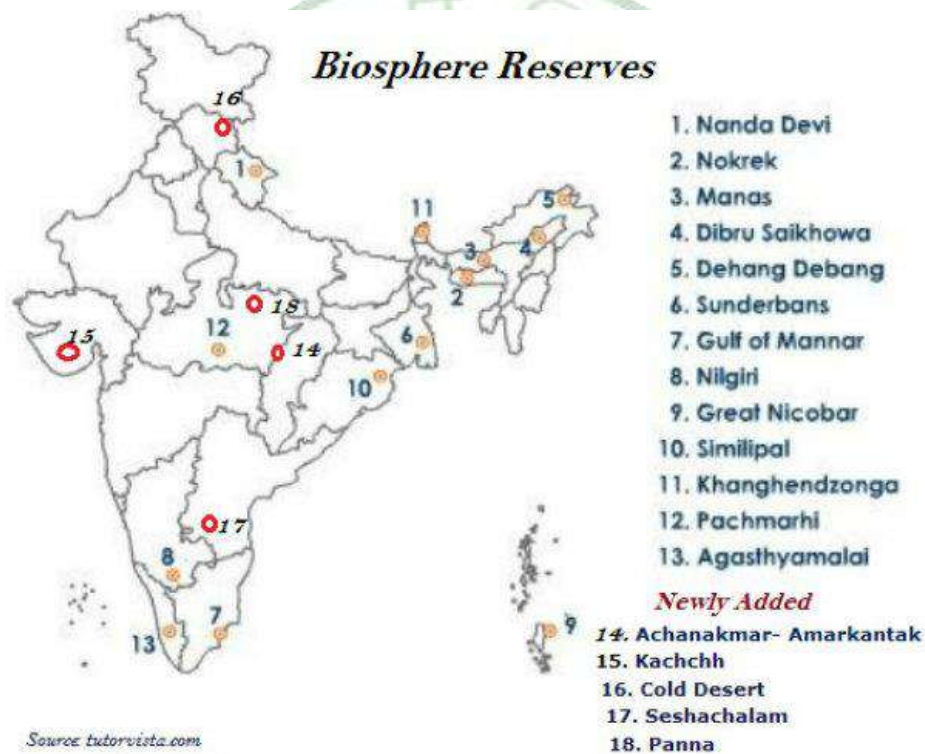 Biosphere Reserves
16
1
11
5
3
4
2
18
12
15
14
6
10
17
8
7
13
9
1. Nanda Devi
2. Nokrek
3. Manas
4. Dibru Saikhowa
5. Dehang Debang
6. Sunderbans
7. Gulf of Mannar
8. Nilgiri
9. Great Nicobar
10. Similipal
11. Khanghendzonga
12. Pachmarhi
13. Agasthyamalai
Newly Added
14. Achanakmar- Amarkantak
15. Kachchh
16. Cold Desert
17. Seshachalam
18. Panna
Source: tutorvista.com